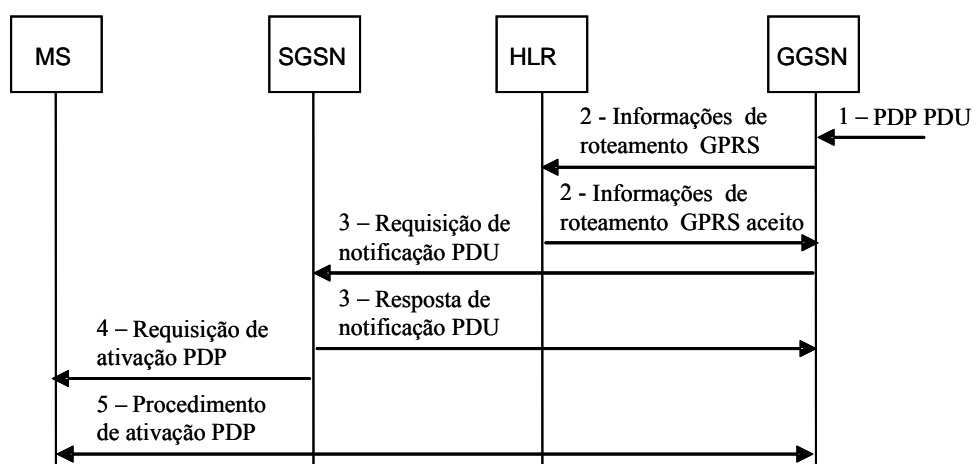 MS
SGSN
HLR
GGSN
1 – PDP PDU
2 - Informações de
roteamento GPRS
2 - Informações de
roteamento GPRS aceito
3 – Requisição de
notificação PDU
3 – Resposta de
notificação PDU
4 – Requisição de
ativação PDP
5 – Procedimento
de ativação PDP